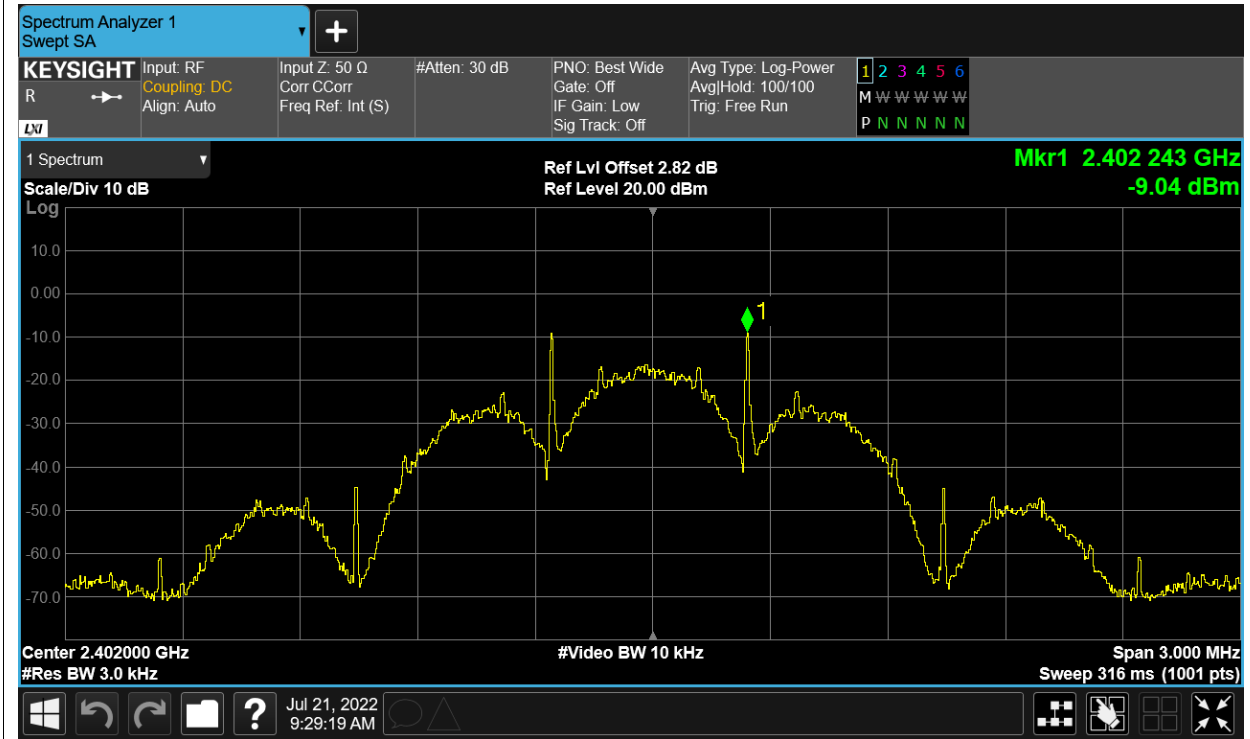 Spectrum Analyzer 1
Swept SA
+
KEYSIGHT
R
LXI
Input: RF
Coupling: DC
Align: Auto
Input Z: 50 Ω
Corr CCorr
Freq Ref: Int (S)
#Atten: 30 dB
PNO: Best Wide
Gate: Off
IF Gain: Low
Sig Track: Off
Avg Type: Log-Power
Avg|Hold: 100/100
Trig: Free Run
1 2 3 4 5 6
M W W W W W W
P N N N N N N
1 Spectrum
Scale/Div 10 dB
Log
Ref Lvl Offset 2.82 dB
Ref Level 20.00 dBm
Mkr1 2.402 243 GHz
-9.04 dBm
10.0
0.00
-10.0
-20.0
-30.0
-40.0
-50.0
-60.0
-70.0
1
Center 2.402000 GHz
#Res BW 3.0 kHz
#Video BW 10 kHz
Span 3.000 MHz
Sweep 316 ms (1001 pts)
?
Jul 21, 2022
9:29:19 AM